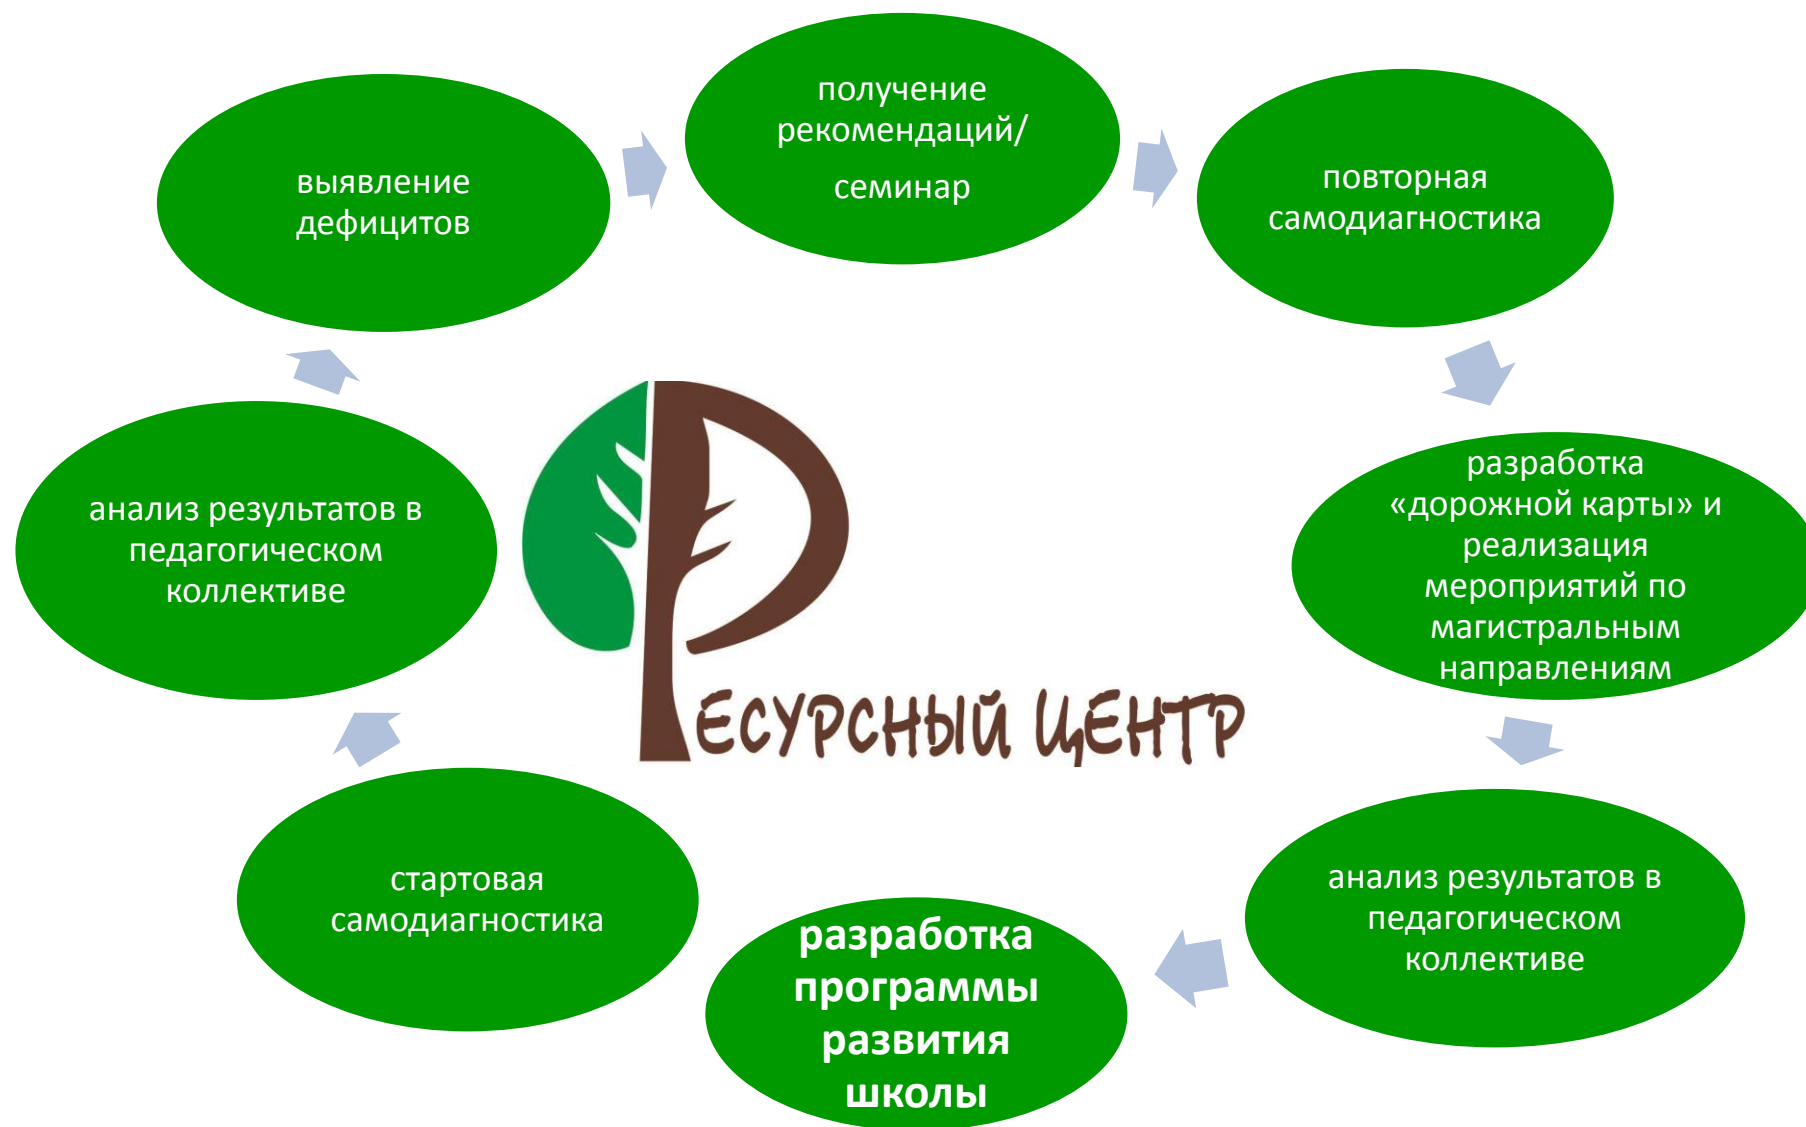 получение
рекомендаций/
семинар
выявление
дефицитов
повторная
самодиагностика
анализ результатов в
педагогическом
коллективе
разработка
«дорожной карты» и
реализация
мероприятий по
магистральным
направлениям
РЕСУРСНЫЙ ЦЕНТР
стартовая
самодиагностика
разработка
программы
развития
школы
анализ результатов в
педагогическом
коллективе